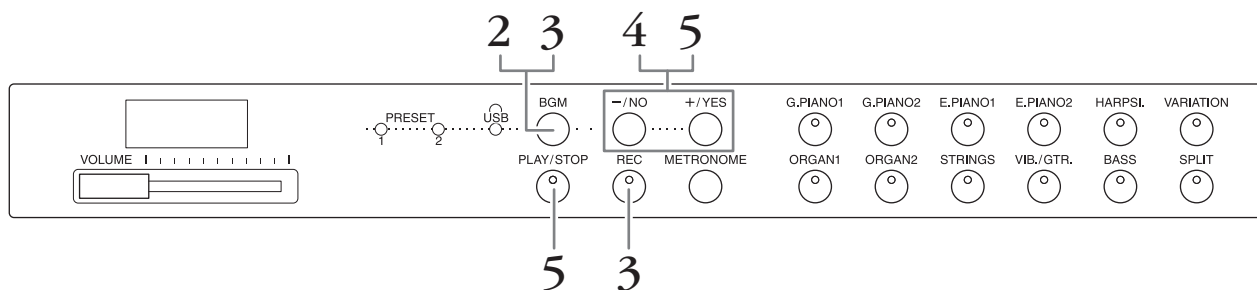 2 3 4 5
BGM −/NO +/YES G.PIANO1 G.PIANO2 E.PIANO1 E.PIANO2 HARPSI. VARIATION
PRESET USB
1 2
VOLUME PLAY/STOP REC METRONOME ORGAN1 ORGAN2 STRINGS VIB./GTR. BASS SPLIT
5 3